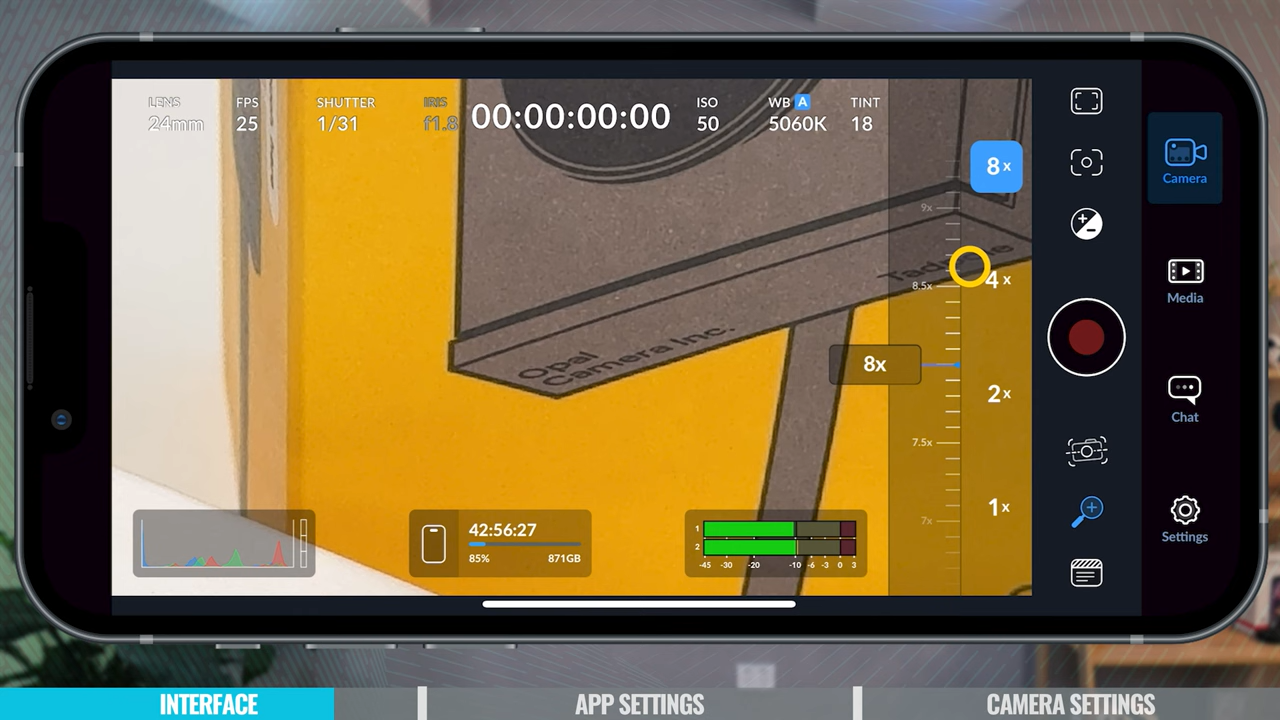 LENS FPS SHUTTER IRIS 00:00:00:00 ISO WB A TINT
24mm 25 1/31 f1.8 50 5060K 18
8x
Camera
9x
Tadpole
4x
8.5x
Media
Opal
Camera Inc.
8x
2x
Chat
7.5x
1x
7x
Settings
42:56:27
85% 871GB
1
2
-45 -30 -20 -10 -6 -3 0 3
INTERFACE APP SETTINGS CAMERA SETTINGS